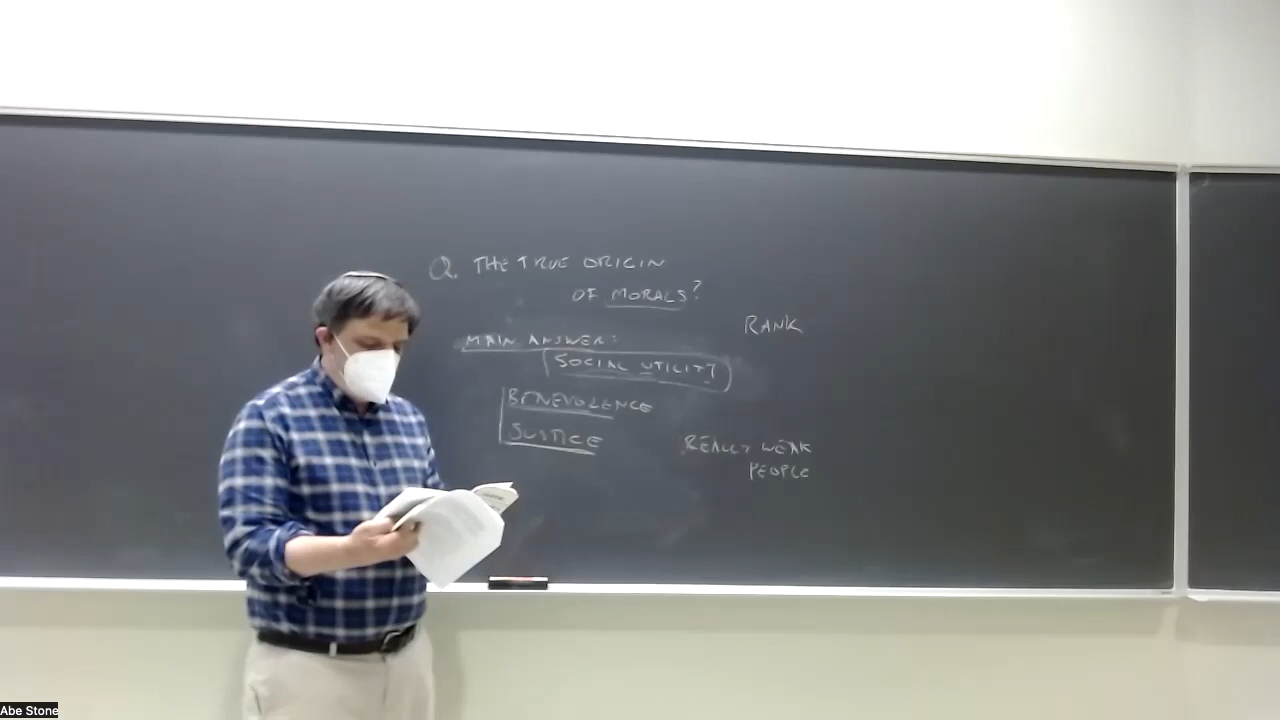 Q. THE TRUE ORIGIN
OF MORALS?
RANK
MAIN ANSWER:
SOCIAL UTILITY
BENEVOLENCE
JUSTICE
REALLY WEAK
PEOPLE
Abe Stone